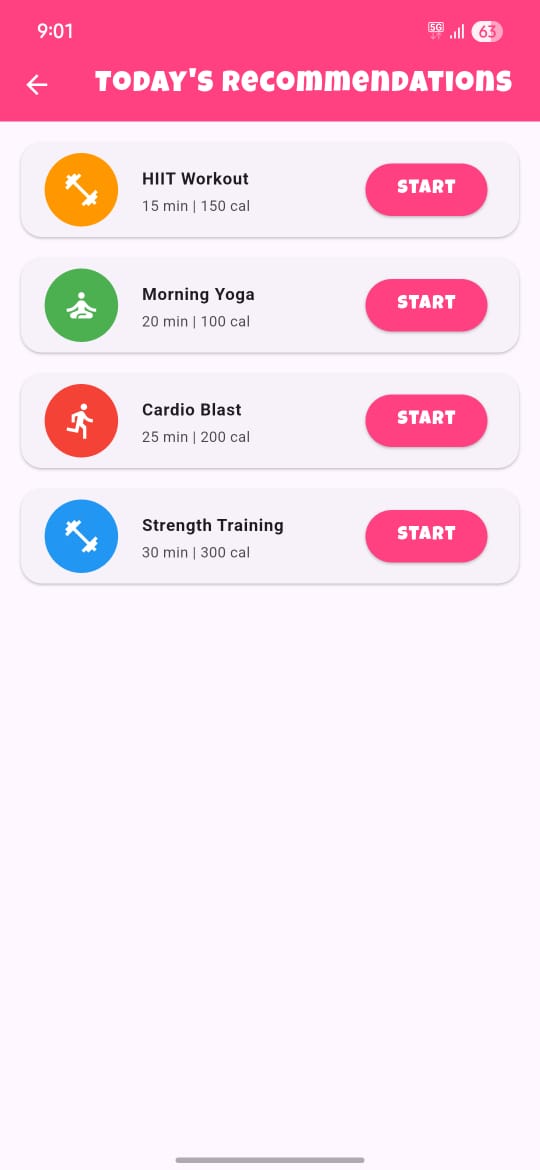 9:01
5G
63
Today's Recommendations
HIIT Workout
15 min | 150 cal
START
Morning Yoga
20 min | 100 cal
START
Cardio Blast
25 min | 200 cal
START
Strength Training
30 min | 300 cal
START